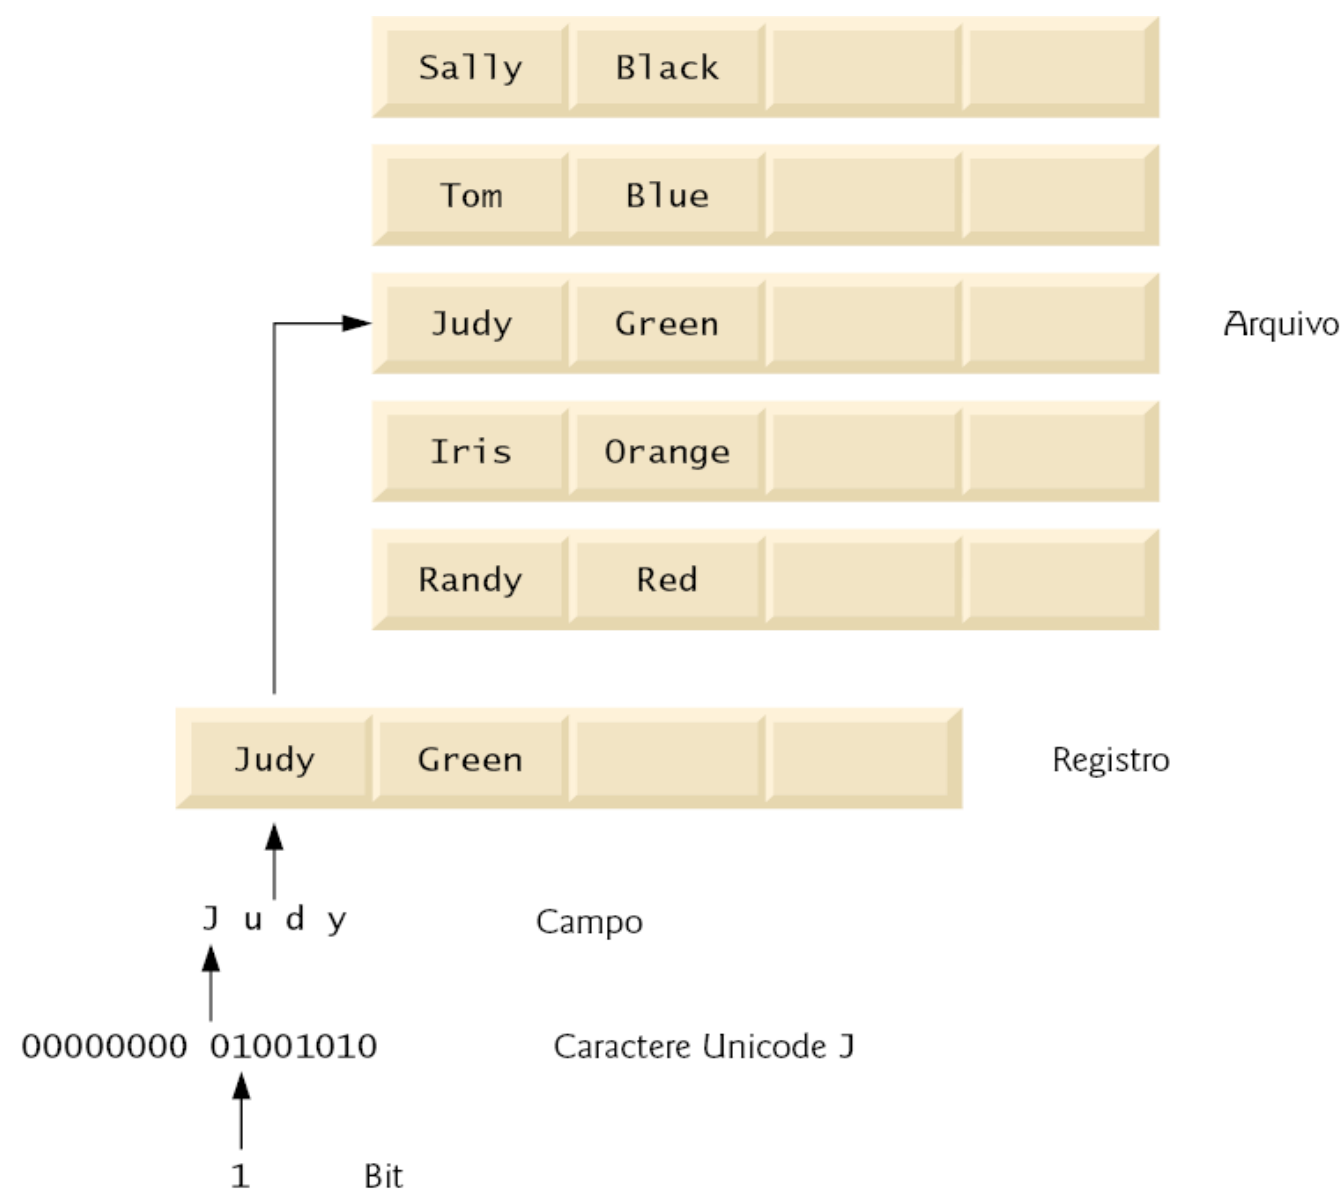 Sally Black
Tom Blue
Judy Green Arquivo
Iris Orange
Randy Red
Judy Green Registro
J u d y Campo
00000000 01001010 Caractere Unicode J
1 Bit